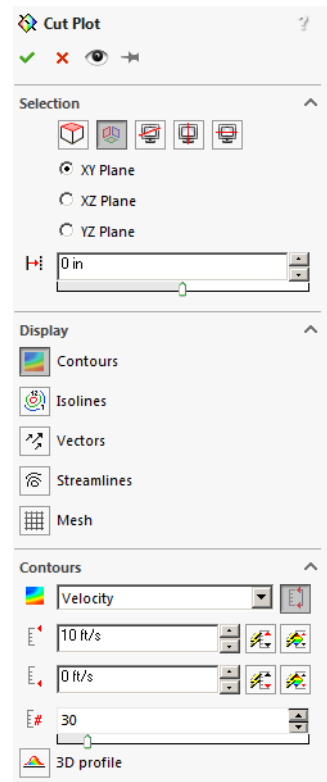 Cut Plot
?
Selection
XY Plane
XZ Plane
YZ Plane
0 in
Display
Contours
Isolines
Vectors
Streamlines
Mesh
Contours
Velocity
10 ft/s
0 ft/s
#
30
3D profile